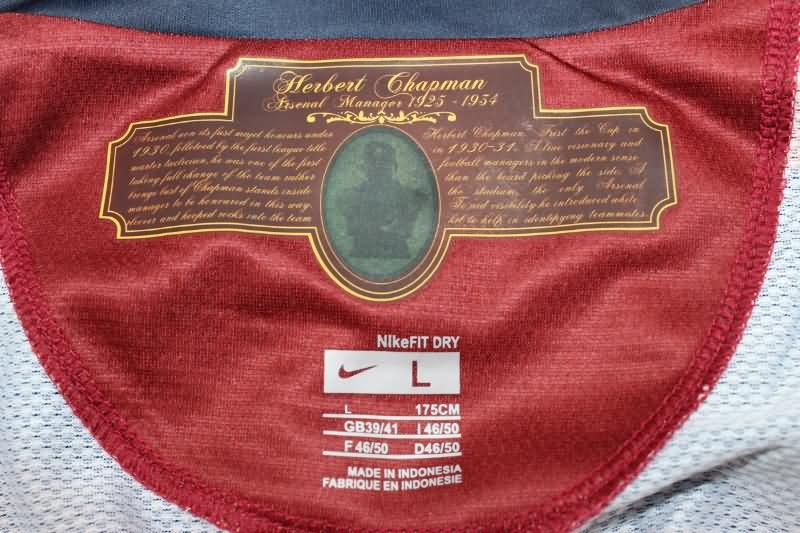 Herbert Chapman
Arsenal Manager 1925 - 1934
Arsenal won its first major honours under
1930 followed by the first league title
master tactician, he was one of the first
taking full change of the team rather
bronze bust of Chapman stands inside
manager to be honoured in this way.
sleeves and hooped socks into the team
Herbert Chapman First the Cup in
in 1930-31. A true visionary and
football managers in the modern sense
than the board picking the side. A
the stadium, the only Arsenal
To aid visibility he introduced white
kit to help in identifying teammates
NIkeFIT DRY
L
L 175CM
GB39/41 I 46/50
F 46/50 D46/50
MADE IN INDONESIA
FABRIQUE EN INDONESIE